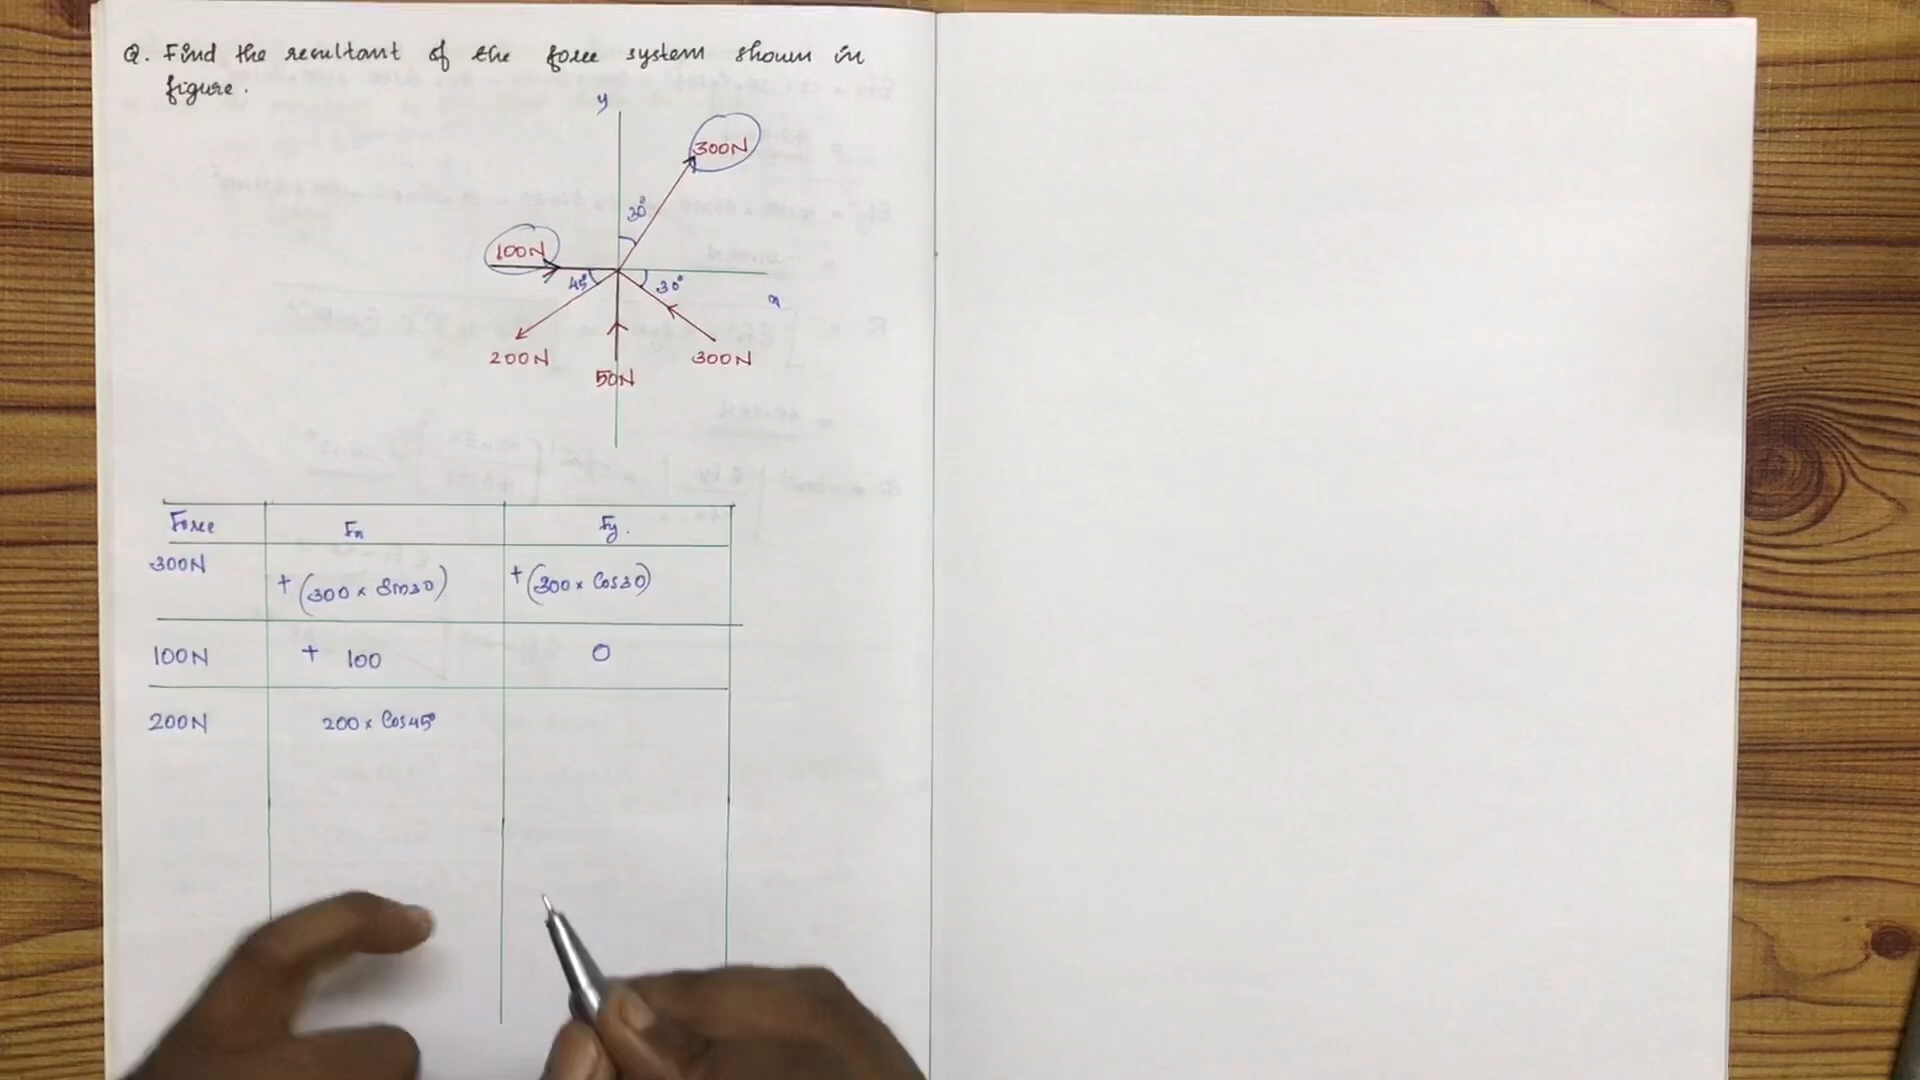 Q. Find the resultant of the force system shown in
figure.
y
300N
30°
100N
45°
30°
x
200N
50N
300N
Force Fx Fy.
300N + (300 × Sin30) + (300 × Cos30)
100N + 100 0
200N 200 × Cos45°